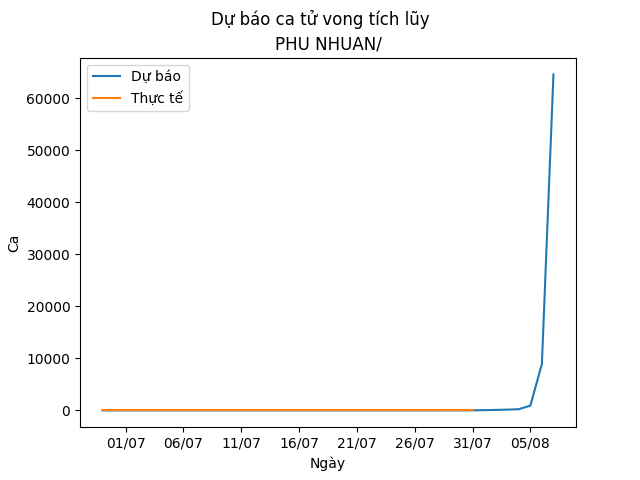 Dự báo ca tử vong tích lũy
PHU NHUAN/
Dự báo
Thực tế
60000
50000
40000
30000
20000
10000
0
Ca
01/07 06/07 11/07 16/07 21/07 26/07 31/07 05/08
Ngày